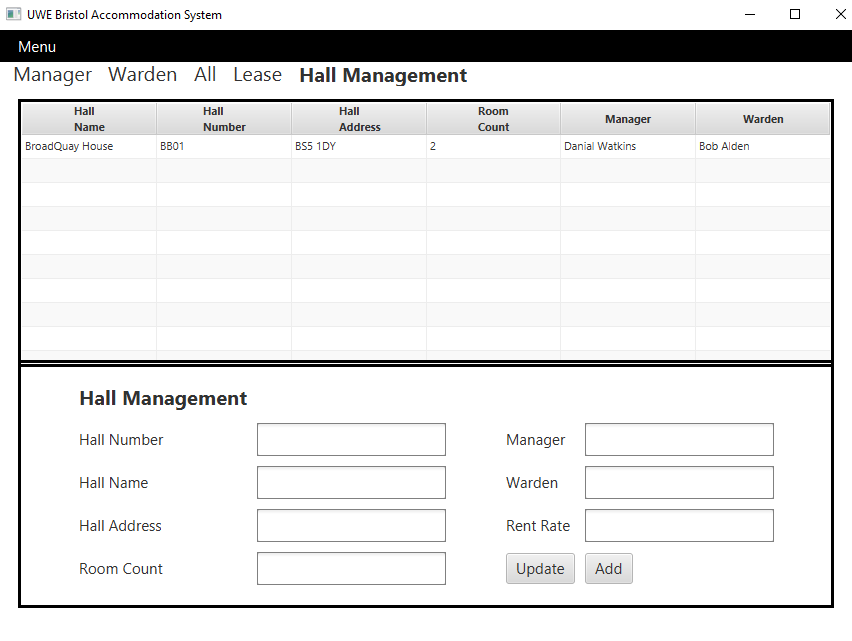 UWE Bristol Accommodation System
Menu
Manager Warden All Lease Hall Management
Hall Name Hall Number Hall Address Room Count Manager Warden
BroadQuay House BB01 BS5 1DY 2 Danial Watkins Bob Alden
Hall Management
Hall Number Manager
Hall Name Warden
Hall Address Rent Rate
Room Count Update Add